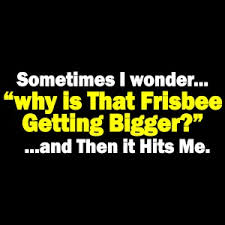 Sometimes I wonder...
“why is That Frisbee
Getting Bigger?”
...and Then it Hits Me.